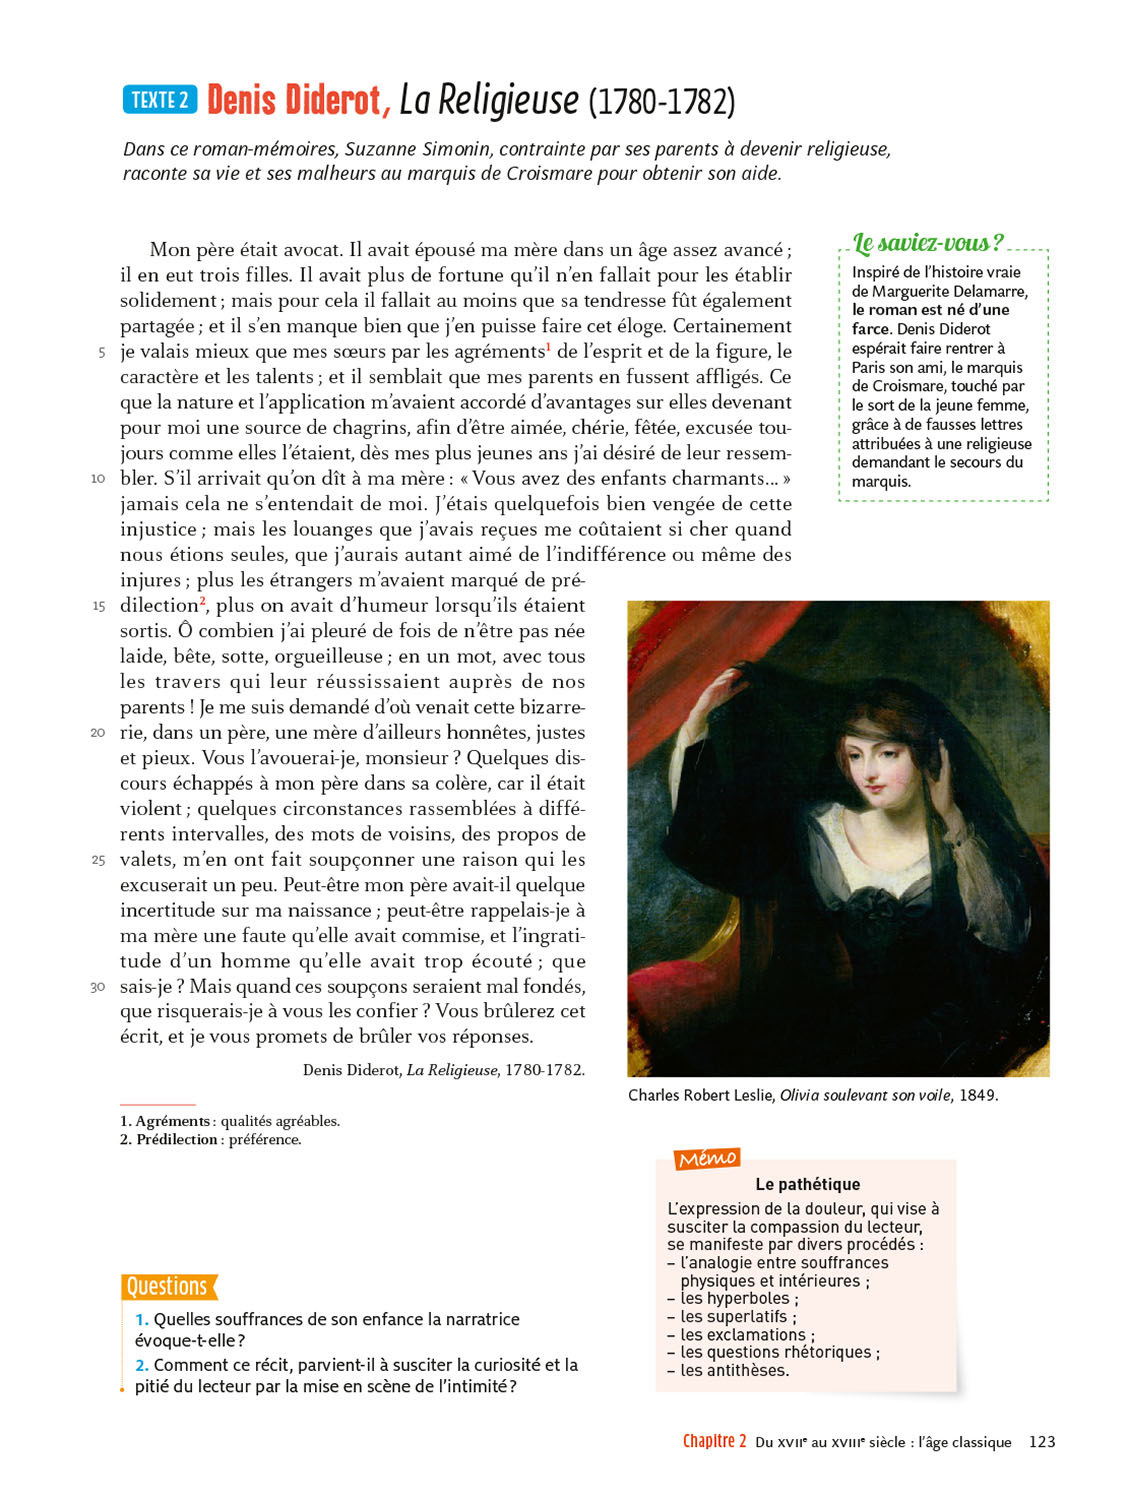 TEXTE 2 Denis Diderot, La Religieuse (1780-1782)
Dans ce roman-mémoires, Suzanne Simonin, contrainte par ses parents à devenir religieuse,
raconte sa vie et ses malheurs au marquis de Croismare pour obtenir son aide.
Mon père était avocat. Il avait épousé ma mère dans un âge assez avancé ;
il en eut trois filles. Il avait plus de fortune qu’il n’en fallait pour les établir
solidement ; mais pour cela il fallait au moins que sa tendresse fût également
partagée ; et il s’en manque bien que j’en puisse faire cet éloge. Certainement
5 je valais mieux que mes sœurs par les agréments1 de l’esprit et de la figure, le
caractère et les talents ; et il semblait que mes parents en fussent affligés. Ce
que la nature et l’application m’avaient accordé d’avantages sur elles devenant
pour moi une source de chagrins, afin d’être aimée, chérie, fêtée, excusée tou-
jours comme elles l’étaient, dès mes plus jeunes ans j’ai désiré de leur ressem-
10 bler. S’il arrivait qu’on dît à ma mère : « Vous avez des enfants charmants... »
jamais cela ne s’entendait de moi. J’étais quelquefois bien vengée de cette
injustice ; mais les louanges que j’avais reçues me coûtaient si cher quand
nous étions seules, que j’aurais autant aimé de l’indifférence ou même des
injures ; plus les étrangers m’avaient marqué de pré-
15 dilection2, plus on avait d’humeur lorsqu’ils étaient
sortis. Ô combien j’ai pleuré de fois de n’être pas née
laide, bête, sotte, orgueilleuse ; en un mot, avec tous
les travers qui leur réussissaient auprès de nos
parents ! Je me suis demandé d’où venait cette bizarre-
20 rie, dans un père, une mère d’ailleurs honnêtes, justes
et pieux. Vous l’avouerai-je, monsieur ? Quelques dis-
cours échappés à mon père dans sa colère, car il était
violent ; quelques circonstances rassemblées à diffé-
rents intervalles, des mots de voisins, des propos de
25 valets, m’en ont fait soupçonner une raison qui les
excuserait un peu. Peut-être mon père avait-il quelque
incertitude sur ma naissance ; peut-être rappelais-je à
ma mère une faute qu’elle avait commise, et l’ingrati-
tude d’un homme qu’elle avait trop écouté ; que
30 sais-je ? Mais quand ces soupçons seraient mal fondés,
que risquerais-je à vous les confier ? Vous brûlerez cet
écrit, et je vous promets de brûler vos réponses.
Denis Diderot, La Religieuse, 1780-1782.
1. Agréments : qualités agréables.
2. Prédilection : préférence.
Le saviez-vous ?
Inspiré de l’histoire vraie
de Marguerite Delamarre,
le roman est né d’une
farce. Denis Diderot
espérait faire rentrer à
Paris son ami, le marquis
de Croismare, touché par
le sort de la jeune femme,
grâce à de fausses lettres
attribuées à une religieuse
demandant le secours du
marquis.
Charles Robert Leslie, Olivia soulevant son voile, 1849.
Mémo
Le pathétique
L’expression de la douleur, qui vise à
susciter la compassion du lecteur,
se manifeste par divers procédés :
– l’analogie entre souffrances
physiques et intérieures ;
– les hyperboles ;
– les superlatifs ;
– les exclamations ;
– les questions rhétoriques ;
– les antithèses.
Questions
1. Quelles souffrances de son enfance la narratrice
évoque-t-elle ?
2. Comment ce récit, parvient-il à susciter la curiosité et la
pitié du lecteur par la mise en scène de l’intimité ?
Chapitre 2 Du XVIIe au XVIIIe siècle : l’âge classique 123